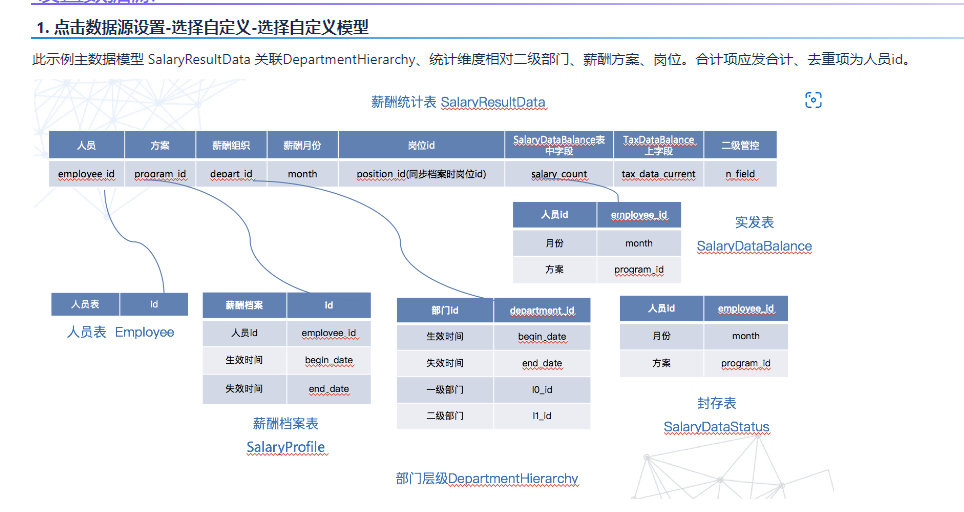 1. 点击数据源设置-选择自定义-选择自定义模型
此示例主数据模型 SalaryResultData 关联DepartmentHierarchy、统计维度相对二级部门、薪酬方案、岗位。合计项应发合计、去重项为人员id。
薪酬统计表 SalaryResultData
人员 方案 薪酬组织 薪酬月份 岗位id SalaryDataBalance表中字段 TaxDataBalance上字段 二级管控
employee_id program_id depart_id month position_id(同步档案时岗位id) salary_count tax_data_current n_field
人员id employee_id
月份 month
方案 program_id
实发表
SalaryDataBalance
人员表 Id
人员表 Employee
薪酬档案 Id
人员id employee_id
生效时间 begin_date
失效时间 end_date
薪酬档案表
SalaryProfile
部门id department_id
生效时间 begin_date
失效时间 end_date
一级部门 l0_id
二级部门 l1_id
部门层级DepartmentHierarchy
人员id employee_id
月份 month
方案 program_id
封存表
SalaryDataStatus